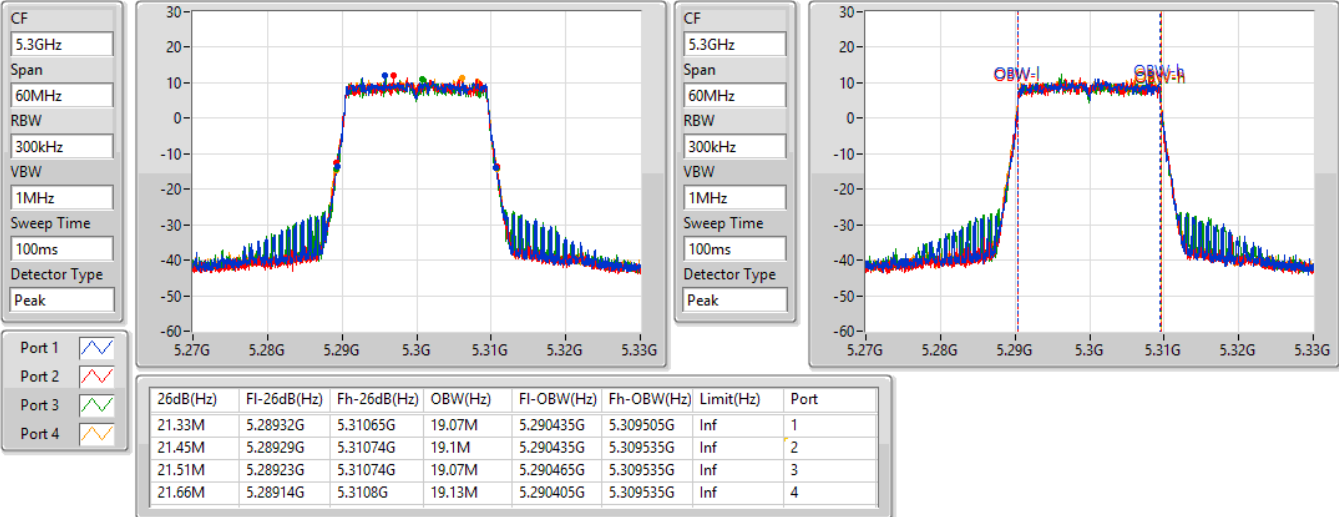 CF
5.3GHz
Span
60MHz
RBW
300kHz
VBW
1MHz
Sweep Time
100ms
Detector Type
Peak
30
20
10
0
-10
-20
-30
-40
-50
-60
5.27G 5.28G 5.29G 5.3G 5.31G 5.32G 5.33G
CF
5.3GHz
Span
60MHz
RBW
300kHz
VBW
1MHz
Sweep Time
100ms
Detector Type
Peak
30
20
10
0
-10
-20
-30
-40
-50
-60
OBW-l OBW-h
5.27G 5.28G 5.29G 5.3G 5.31G 5.32G 5.33G
Port 1
Port 2
Port 3
Port 4
26dB(Hz) Fl-26dB(Hz) Fh-26dB(Hz) OBW(Hz) Fl-OBW(Hz) Fh-OBW(Hz) Limit(Hz) Port
21.33M 5.28932G 5.31065G 19.07M 5.290435G 5.309505G Inf 1
21.45M 5.28929G 5.31074G 19.1M 5.290435G 5.309535G Inf 2
21.51M 5.28923G 5.31074G 19.07M 5.290465G 5.309535G Inf 3
21.66M 5.28914G 5.3108G 19.13M 5.290405G 5.309535G Inf 4